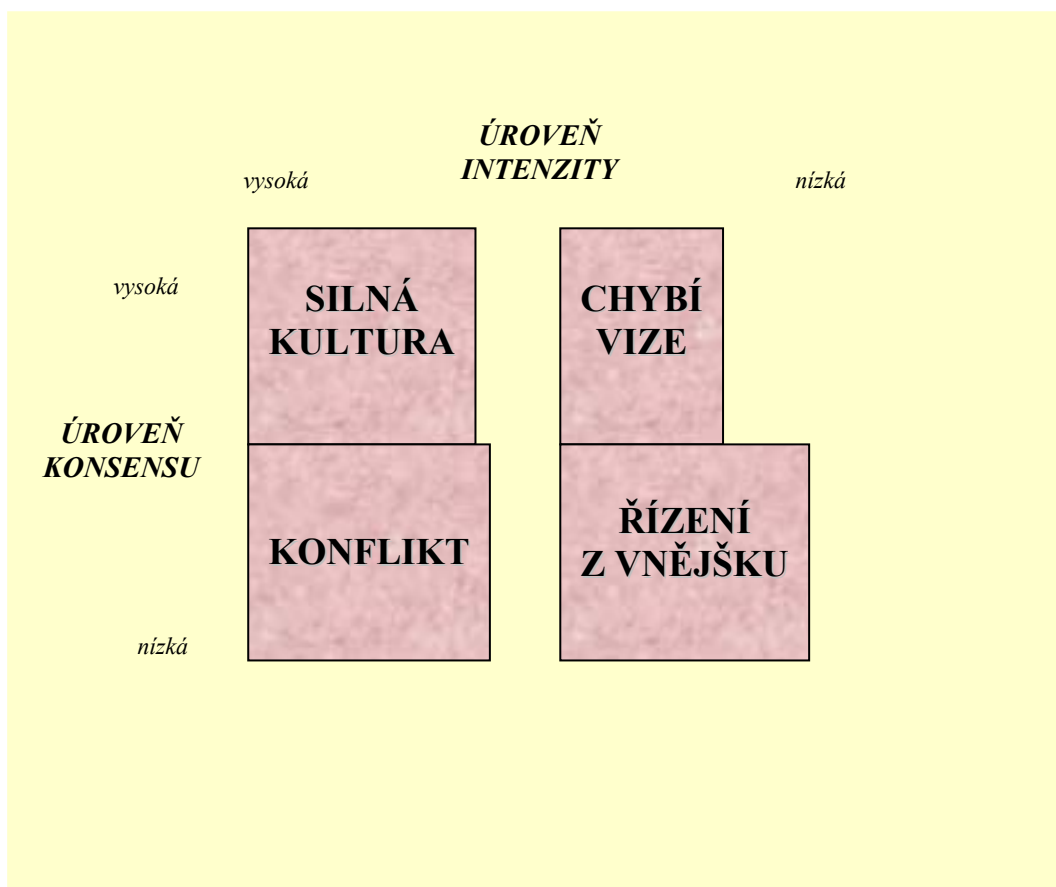 ÚROVEŇ
INTENZITY
vysoká
nízká
vysoká
SILNÁ
KULTURA
CHYBÍ
VIZE
ÚROVEŇ
KONSENSU
KONFLIKT
ŘÍZENÍ
Z VNĚJŠKU
nízká